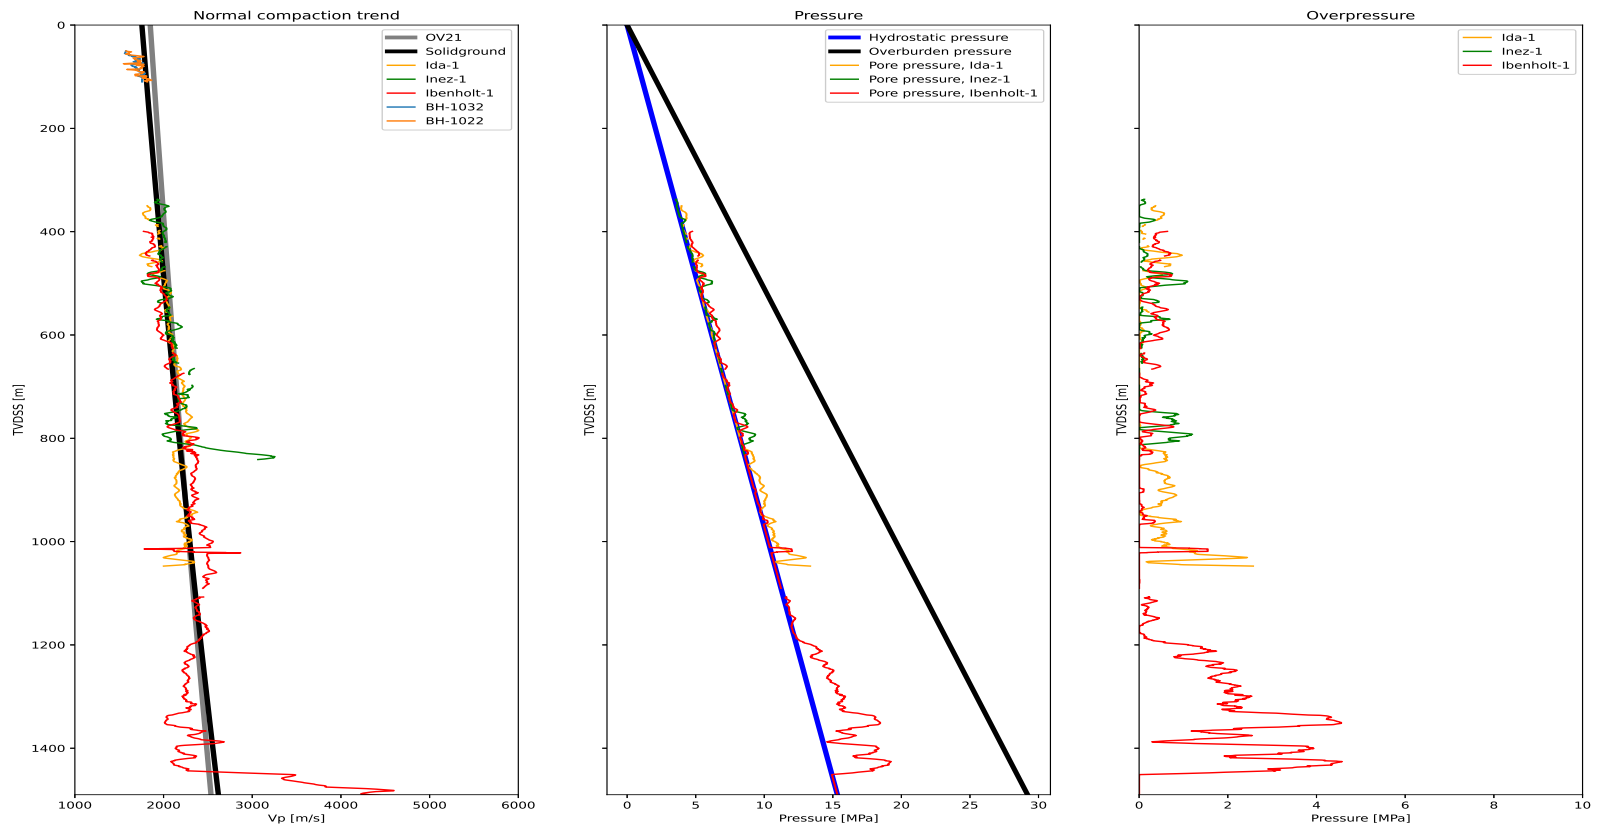 Normal compaction trend
OV21
Solidground
Ida-1
Inez-1
Ibenholt-1
BH-1032
BH-1022
0
200
400
600
800
1000
1200
1400
TVDSS [m]
1000
2000
3000
4000
5000
6000
Vp [m/s]
Pressure
Hydrostatic pressure
Overburden pressure
Pore pressure, Ida-1
Pore pressure, Inez-1
Pore pressure, Ibenholt-1
TVDSS [m]
0
5
10
15
20
25
30
Pressure [MPa]
Overpressure
Ida-1
Inez-1
Ibenholt-1
TVDSS [m]
0
2
4
6
8
10
Pressure [MPa]